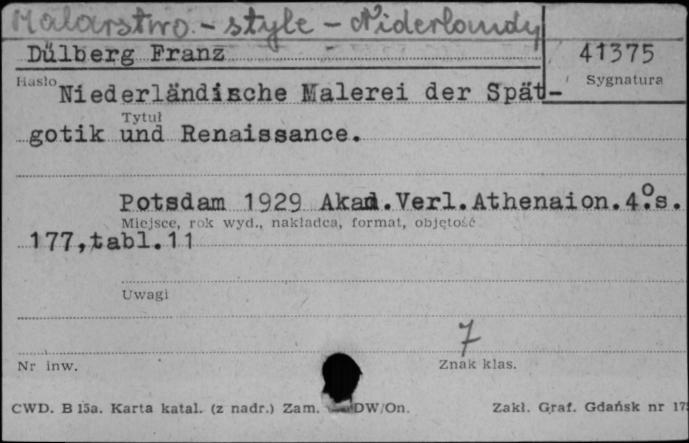 Malarstwo - style - Niderlandy
Dülberg Franz
41375
Hasło
Sygnatura
Niederländische Malerei der Spät-
Tytuł
gotik und Renaissance.
Potsdam 1929 Akad.Verl.Athenaion.4°.s.
Miejsce, rok wyd., nakładca, format, objętość
177,tabl.11
Uwagi
7
Nr inw.
Znak klas.
CWD. B 15a. Karta katal. (z nadr.) Zam. DW/On.
Zakł. Graf. Gdańsk nr